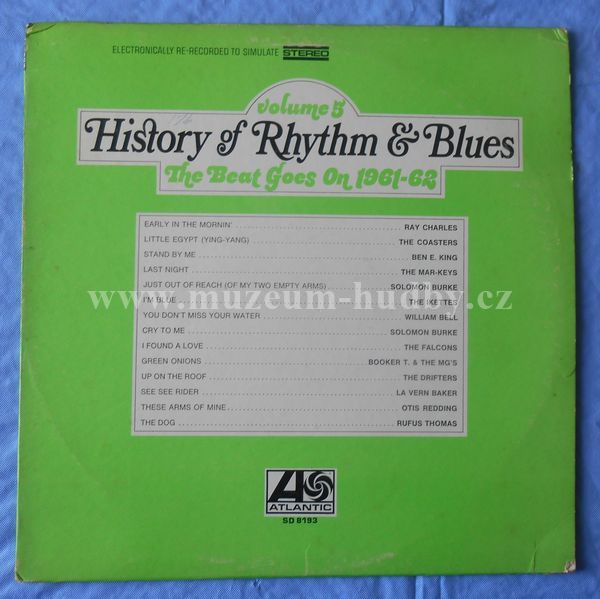 ELECTRONICALLY RE-RECORDED TO SIMULATE STEREO
Volume 5
History of Rhythm & Blues
The Beat Goes On 1961-62
EARLY IN THE MORNIN' RAY CHARLES
LITTLE EGYPT (YING-YANG) THE COASTERS
STAND BY ME BEN E. KING
LAST NIGHT THE MAR-KEYS
JUST OUT OF REACH (OF MY TWO EMPTY ARMS) SOLOMON BURKE
I'M BLUE THE IKETTES
YOU DON'T MISS YOUR WATER WILLIAM BELL
CRY TO ME SOLOMON BURKE
I FOUND A LOVE THE FALCONS
GREEN ONIONS BOOKER T. & THE MG'S
UP ON THE ROOF THE DRIFTERS
SEE SEE RIDER LA VERN BAKER
THESE ARMS OF MINE OTIS REDDING
THE DOG RUFUS THOMAS
www.muzeum-hudby.cz
ATLANTIC
SD 8193